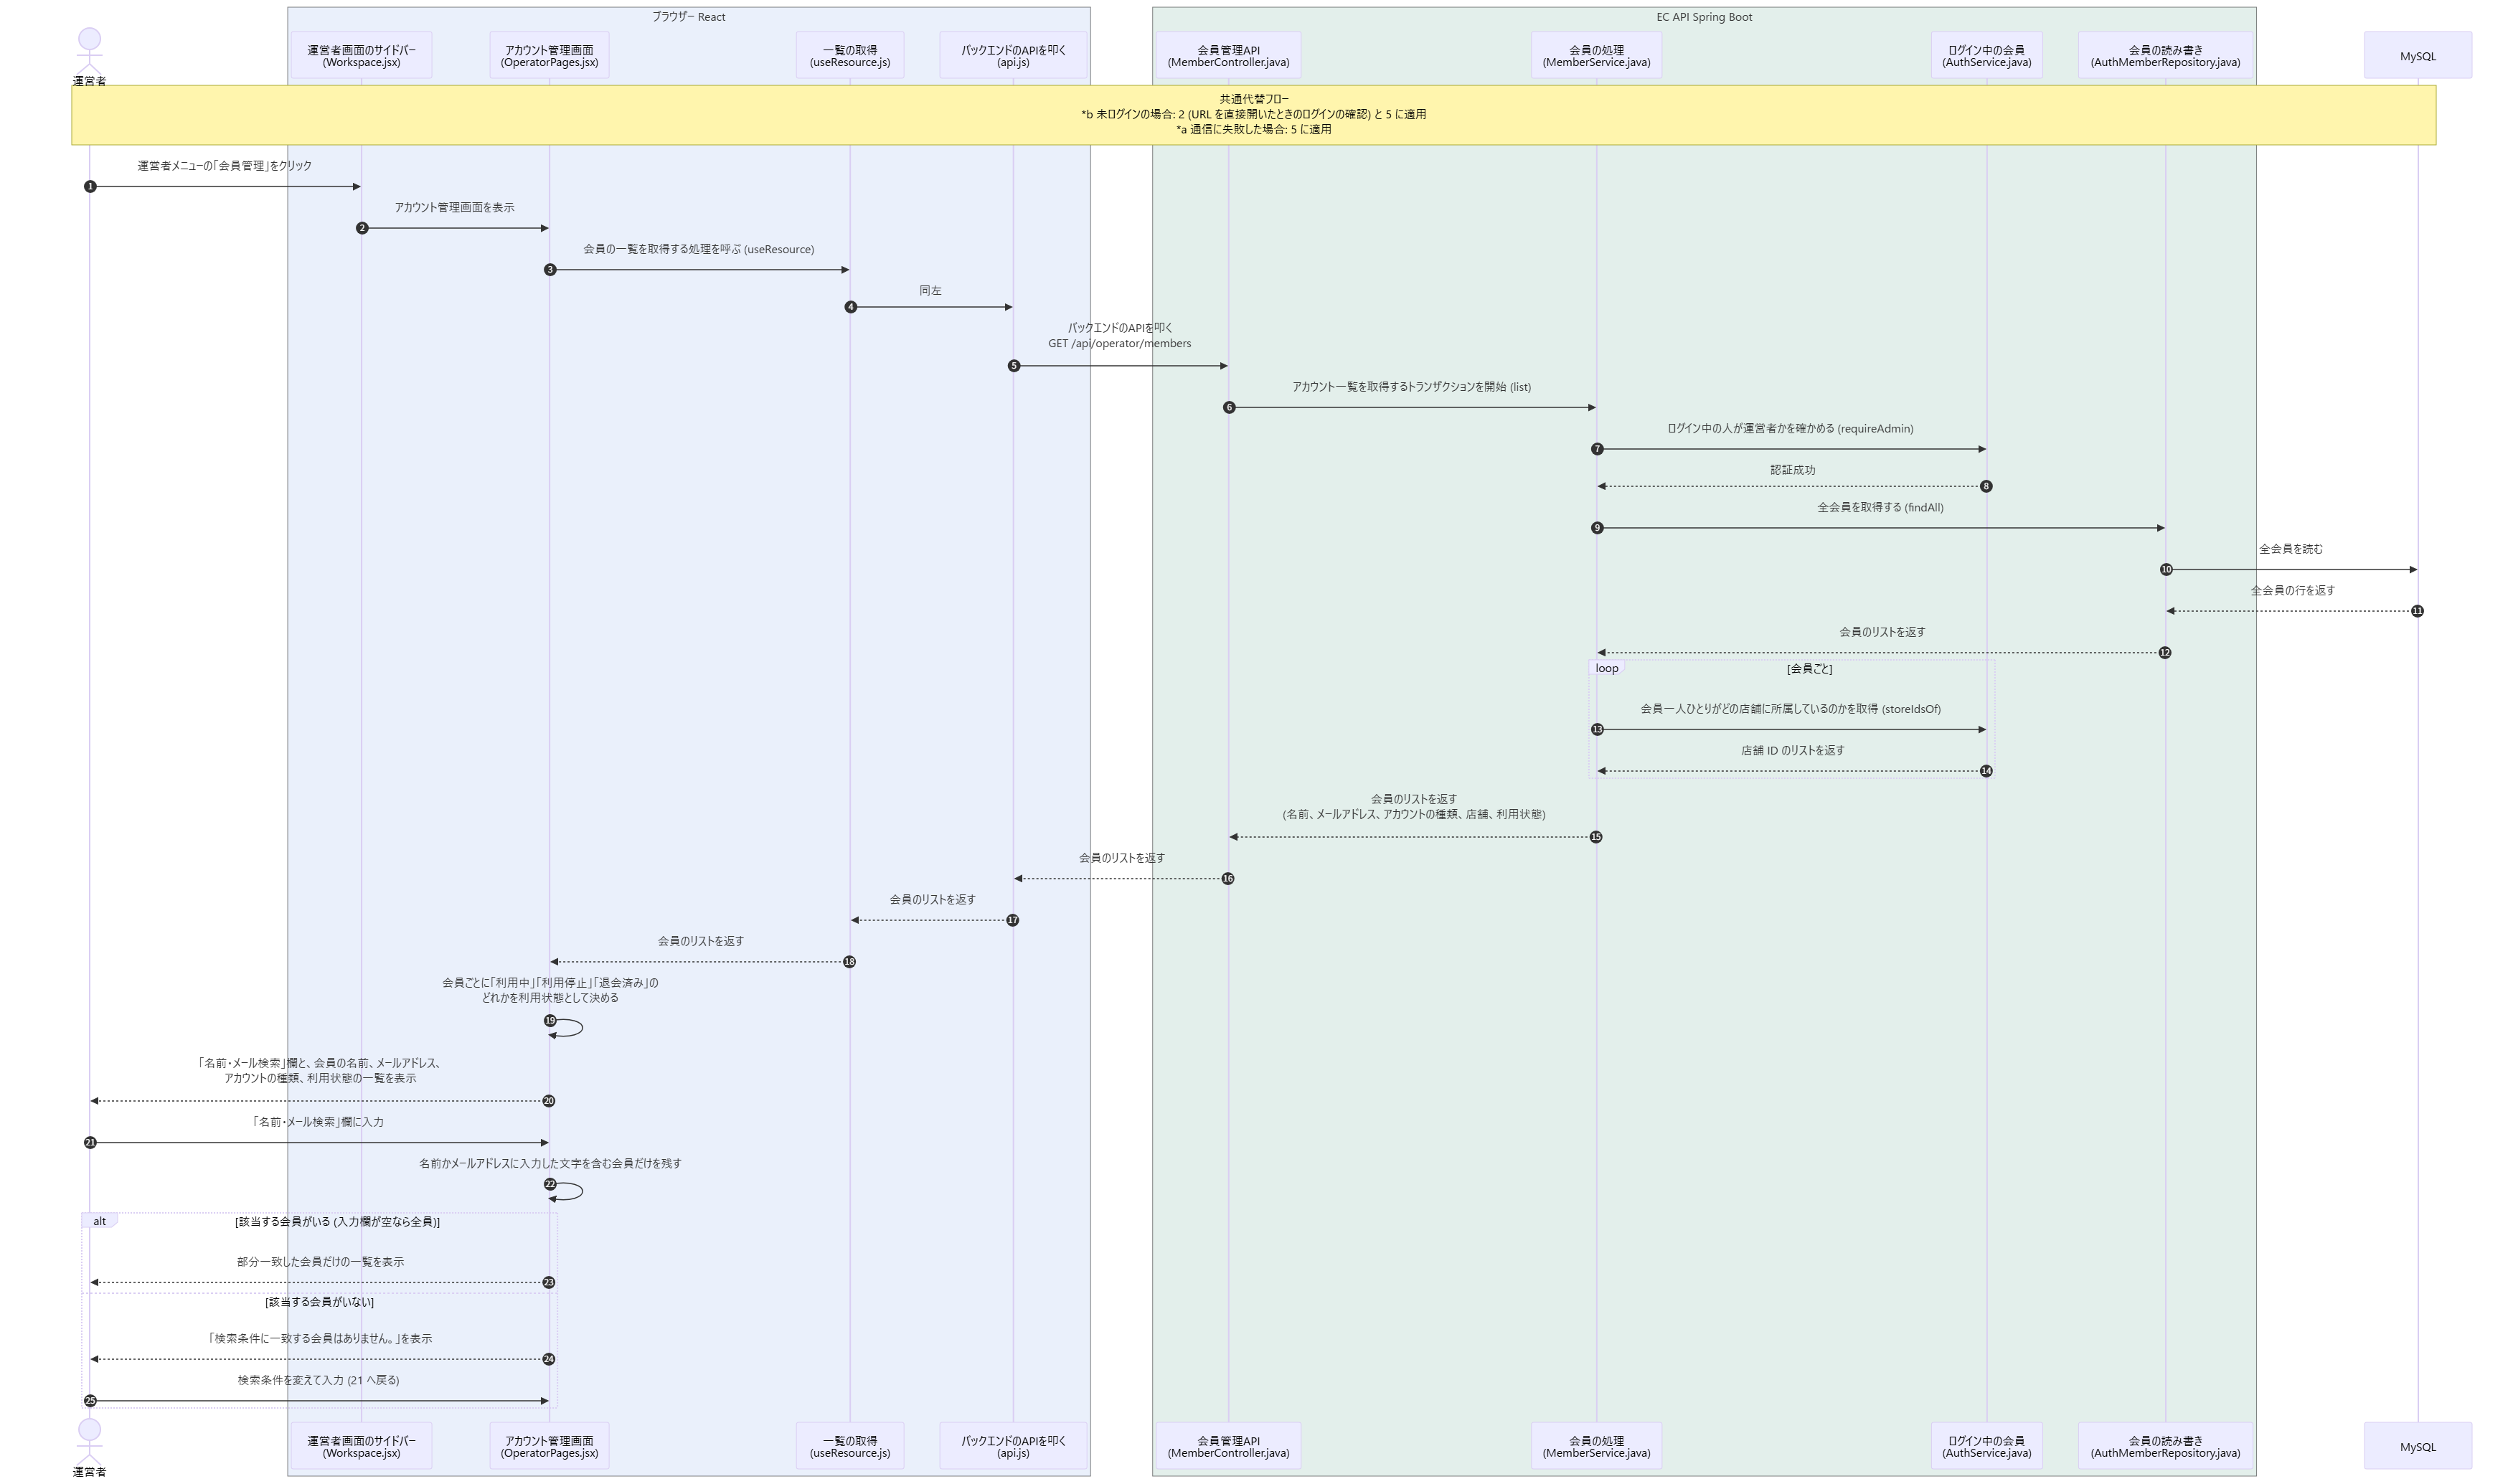 ブラウザー React
EC API Spring Boot
運営者
運営者画面のサイドバー
(Workspace.jsx)
アカウント管理画面
(OperatorPages.jsx)
一覧の取得
(useResource.js)
バックエンドのAPIを叩く
(api.js)
会員管理API
(MemberController.java)
会員の処理
(MemberService.java)
ログイン中の会員
(AuthService.java)
会員の読み書き
(AuthMemberRepository.java)
MySQL
共通代替フロー
*b 未ログインの場合: 2 (URL を直接開いたときのログインの確認) と 5 に適用
*a 通信に失敗した場合: 5 に適用
運営者メニューの「会員管理」をクリック
1
アカウント管理画面を表示
2
会員の一覧を取得する処理を呼ぶ (useResource)
3
同左
4
バックエンドのAPIを叩く
GET /api/operator/members
5
アカウント一覧を取得するトランザクションを開始 (list)
6
ログイン中の人が運営者かを確かめる (requireAdmin)
7
認証成功
8
全会員を取得する (findAll)
9
全会員を読む
10
全会員の行を返す
11
会員のリストを返す
12
loop
[会員ごと]
会員一人ひとりがどの店舗に所属しているのかを取得 (storeIdsOf)
13
店舗 ID のリストを返す
14
会員のリストを返す
(名前、メールアドレス、アカウントの種類、店舗、利用状態)
15
会員のリストを返す
16
会員のリストを返す
17
会員のリストを返す
18
会員ごとに「利用中」「利用停止」「退会済み」の
どれかを利用状態として決める
19
「名前・メール検索」欄と、会員の名前、メールアドレス、
アカウントの種類、利用状態の一覧を表示
20
「名前・メール検索」欄に入力
21
名前かメールアドレスに入力した文字を含む会員だけを残す
22
alt
[該当する会員がいる (入力欄が空なら全員)]
部分一致した会員だけの一覧を表示
23
[該当する会員がいない]
「検索条件に一致する会員はありません。」を表示
24
検索条件を変えて入力 (21 へ戻る)
25
運営者
運営者画面のサイドバー
(Workspace.jsx)
アカウント管理画面
(OperatorPages.jsx)
一覧の取得
(useResource.js)
バックエンドのAPIを叩く
(api.js)
会員管理API
(MemberController.java)
会員の処理
(MemberService.java)
ログイン中の会員
(AuthService.java)
会員の読み書き
(AuthMemberRepository.java)
MySQL